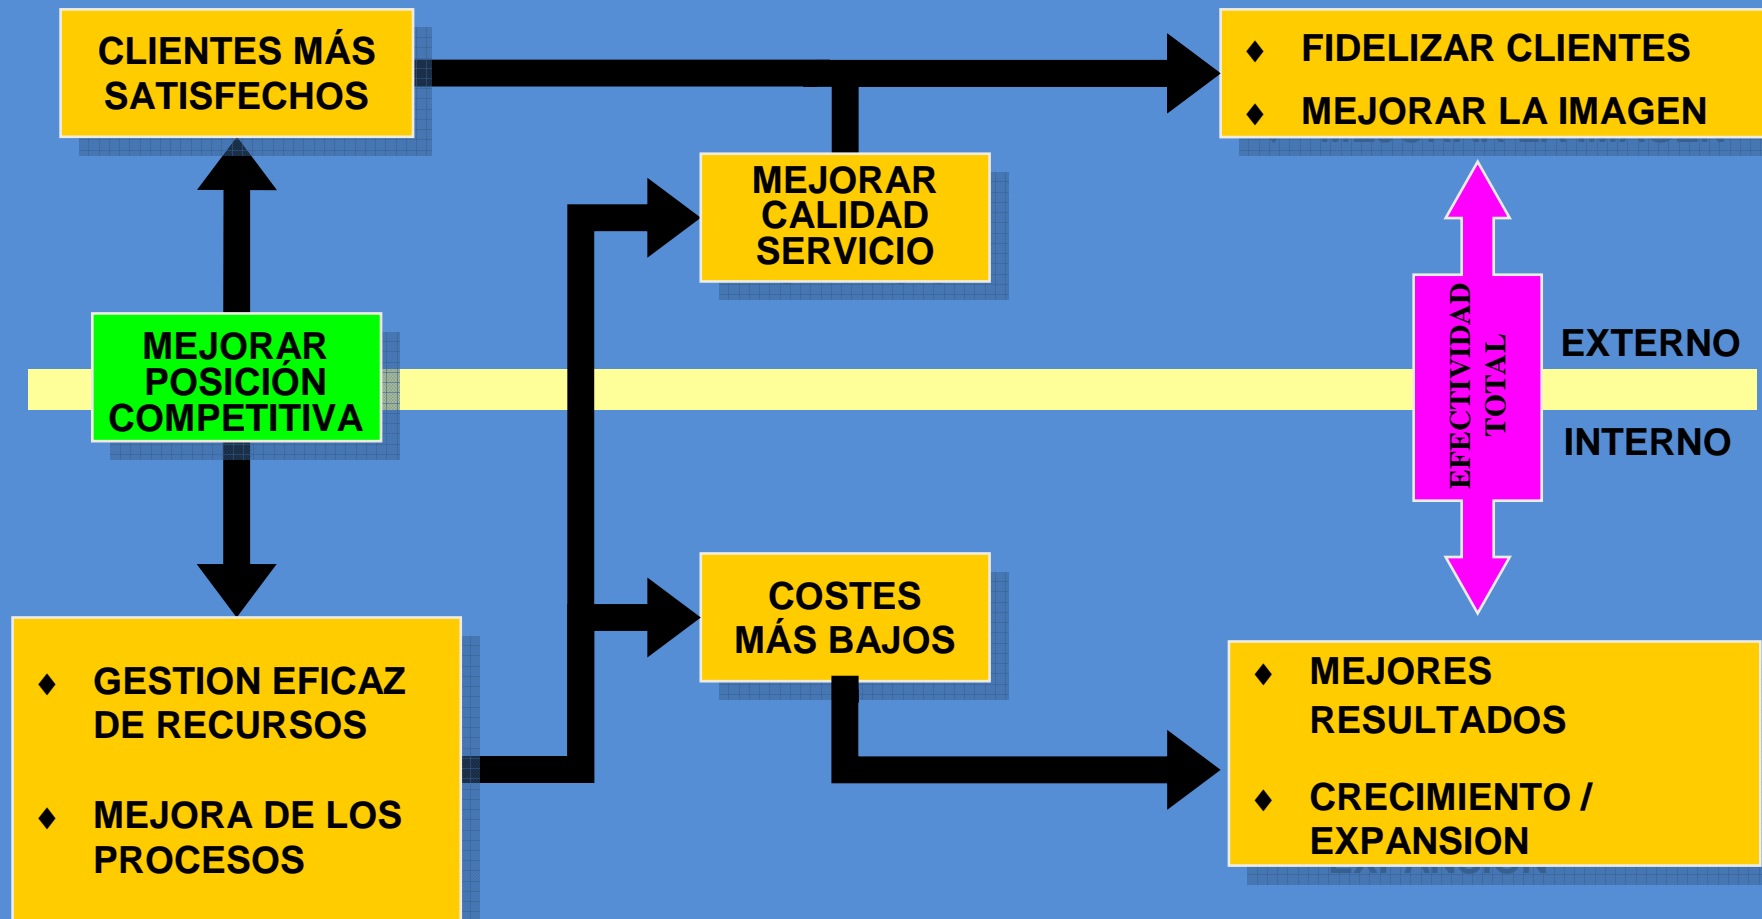 CLIENTES MÁS
SATISFECHOS
♦ FIDELIZAR CLIENTES
♦ MEJORAR LA IMAGEN
MEJORAR
CALIDAD
SERVICIO
MEJORAR
POSICIÓN
COMPETITIVA
EFECTIVIDAD
TOTAL
EXTERNO
INTERNO
COSTES
MÁS BAJOS
♦ GESTION EFICAZ
DE RECURSOS
♦ MEJORA DE LOS
PROCESOS
♦ MEJORES
RESULTADOS
♦ CRECIMIENTO /
EXPANSION